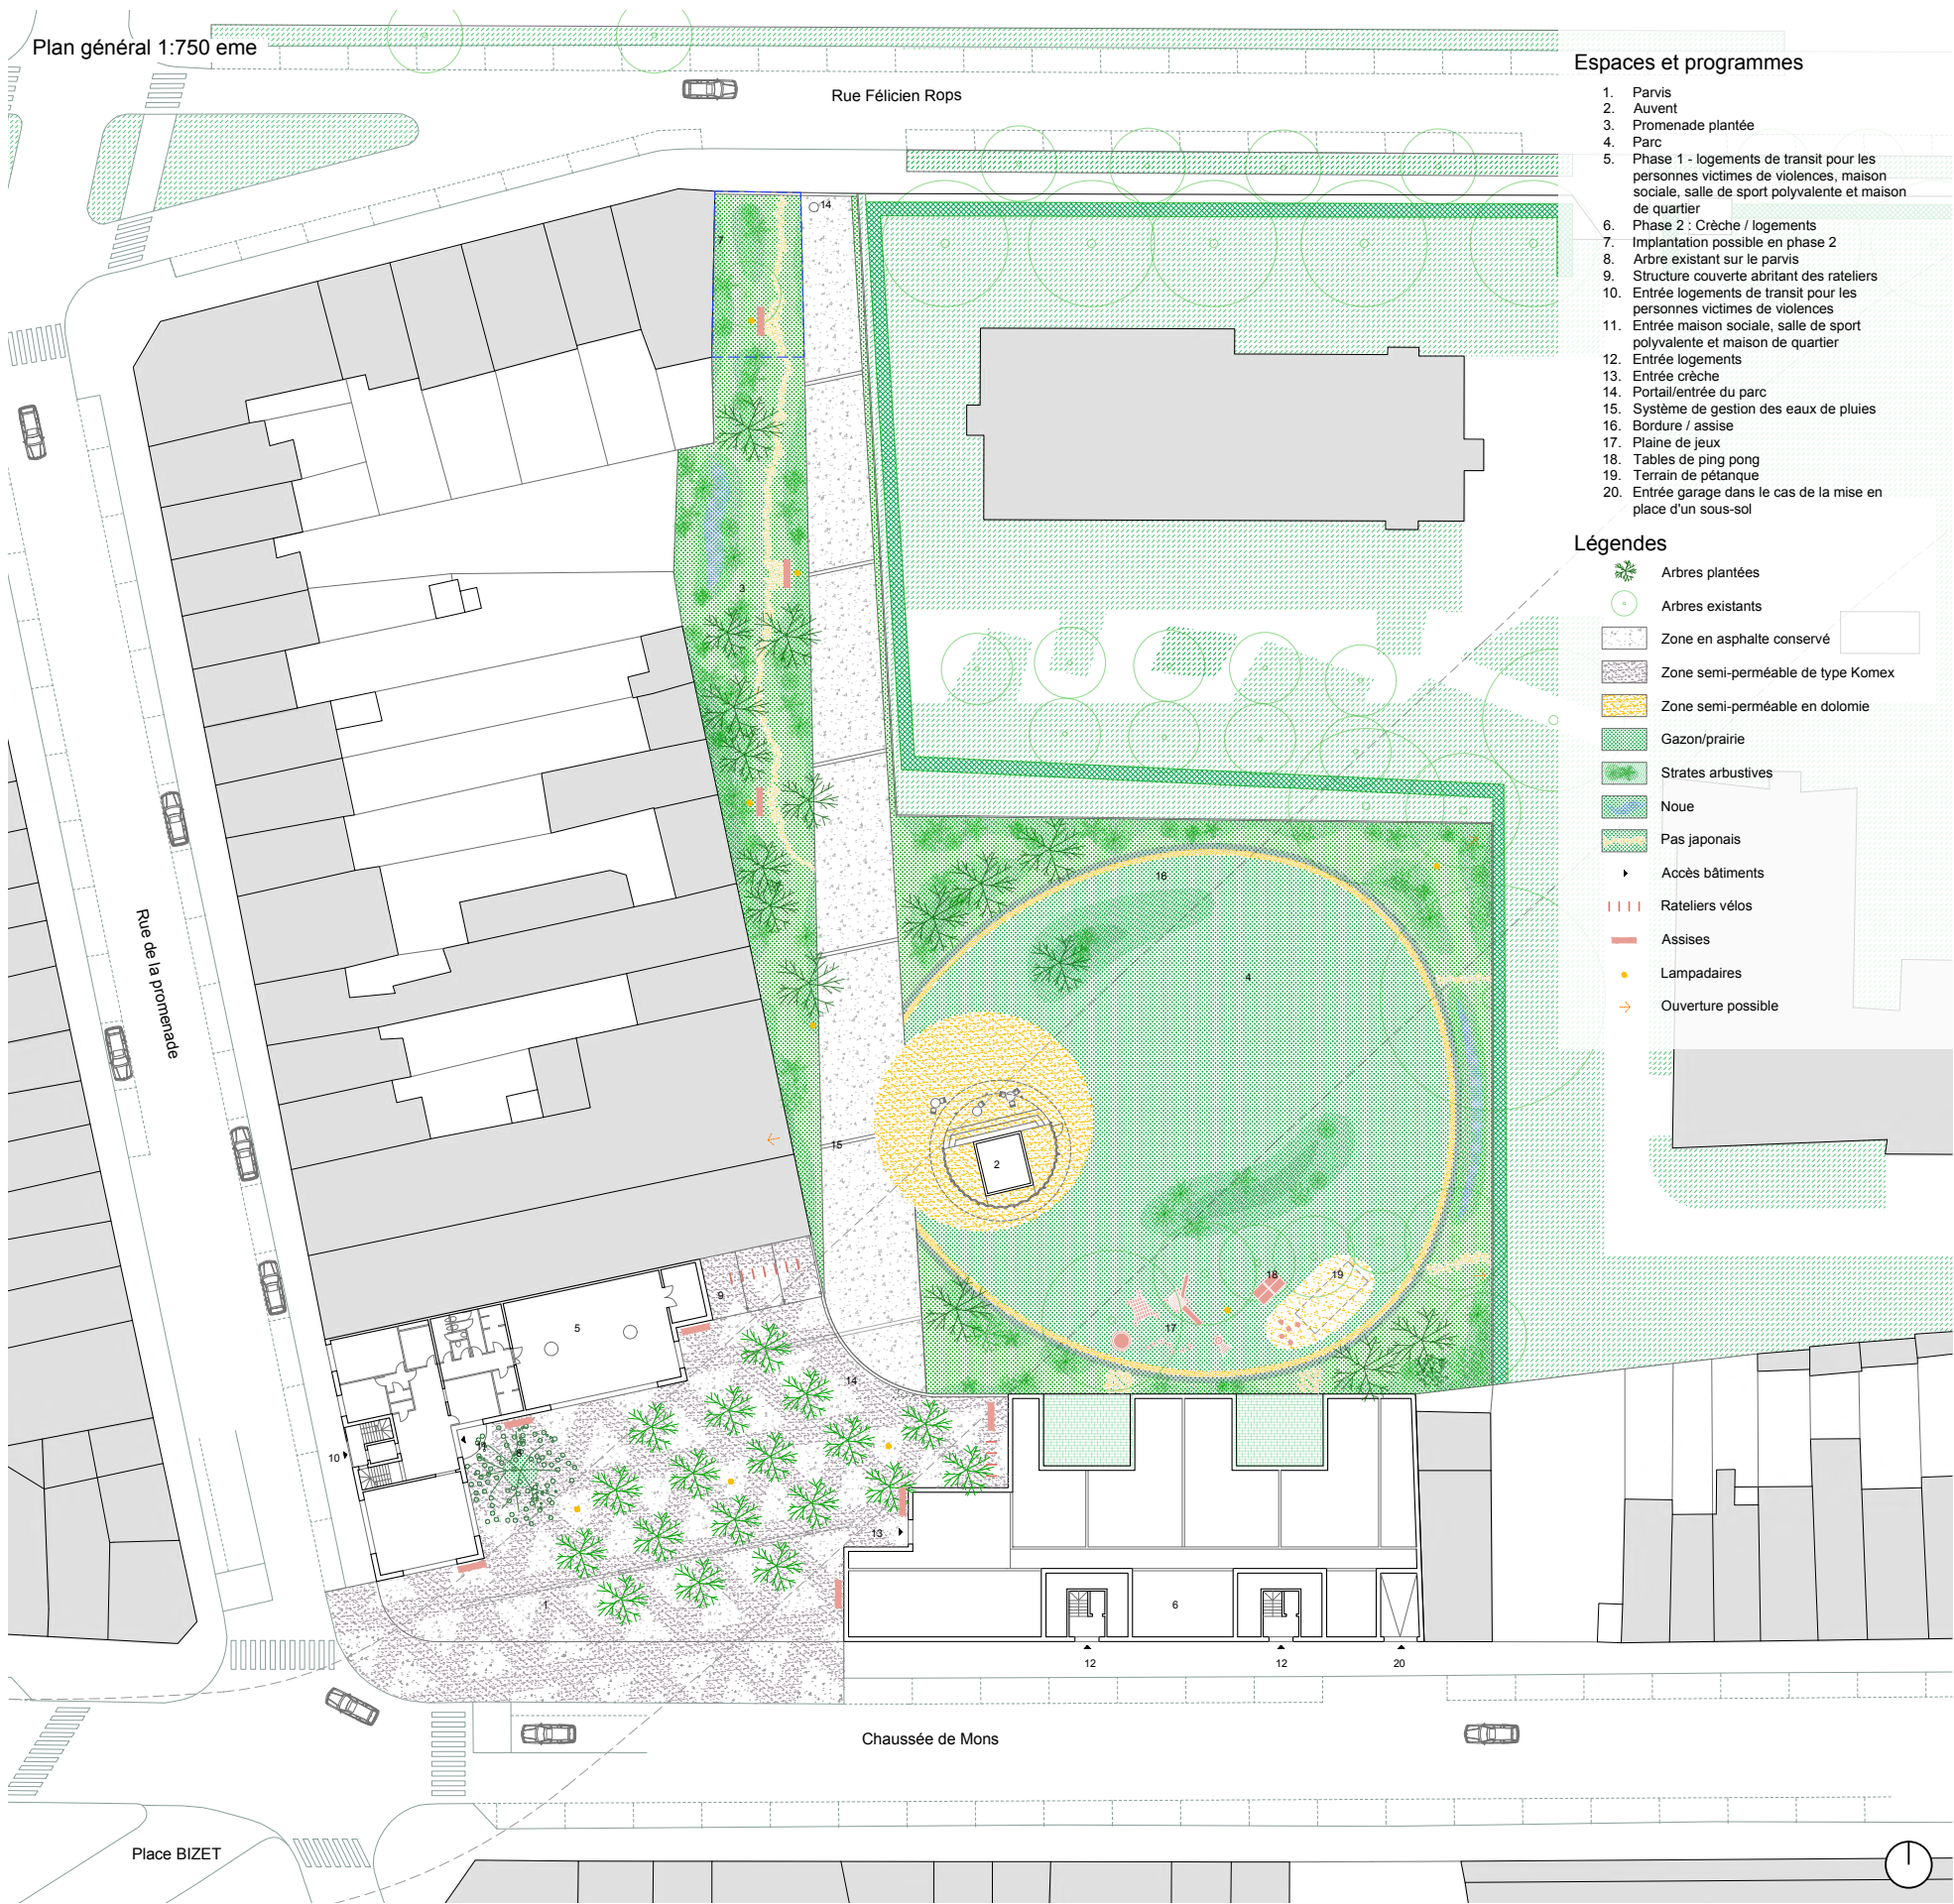 Plan général 1:750 eme
Rue Félicien Rops
Espaces et programmes
1. Parvis
2. Auvent
3. Promenade plantée
4. Parc
5. Phase 1 - logements de transit pour les
personnes victimes de violences, maison
sociale, salle de sport polyvalente et maison
de quartier
6. Phase 2 : Crèche / logements
7. Implantation possible en phase 2
8. Arbre existant sur le parvis
9. Structure couverte abritant des rateliers
10. Entrée logements de transit pour les
personnes victimes de violences
11. Entrée maison sociale, salle de sport
polyvalente et maison de quartier
12. Entrée logements
13. Entrée crèche
14. Portail/entrée du parc
15. Système de gestion des eaux de pluies
16. Bordure / assise
17. Plaine de jeux
18. Tables de ping pong
19. Terrain de pétanque
20. Entrée garage dans le cas de la mise en
place d'un sous-sol
Légendes
Arbres plantées
Arbres existants
Zone en asphalte conservé
Zone semi-perméable de type Komex
Zone semi-perméable en dolomie
Gazon/prairie
Strates arbustives
Noue
Pas japonais
Accès bâtiments
Rateliers vélos
Assises
Lampadaires
Ouverture possible
14
7
3
16
4
Rue de la promenade
15
2
9
5
18
19
17
14
10
11
8
13
1
6
12
12
20
Chaussée de Mons
Place BIZET